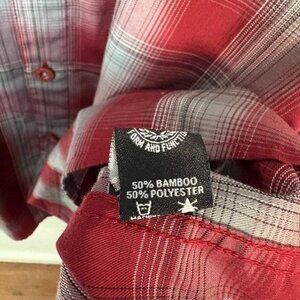 FORM AND FUNCTION
50% BAMBOO
50% POLYESTER